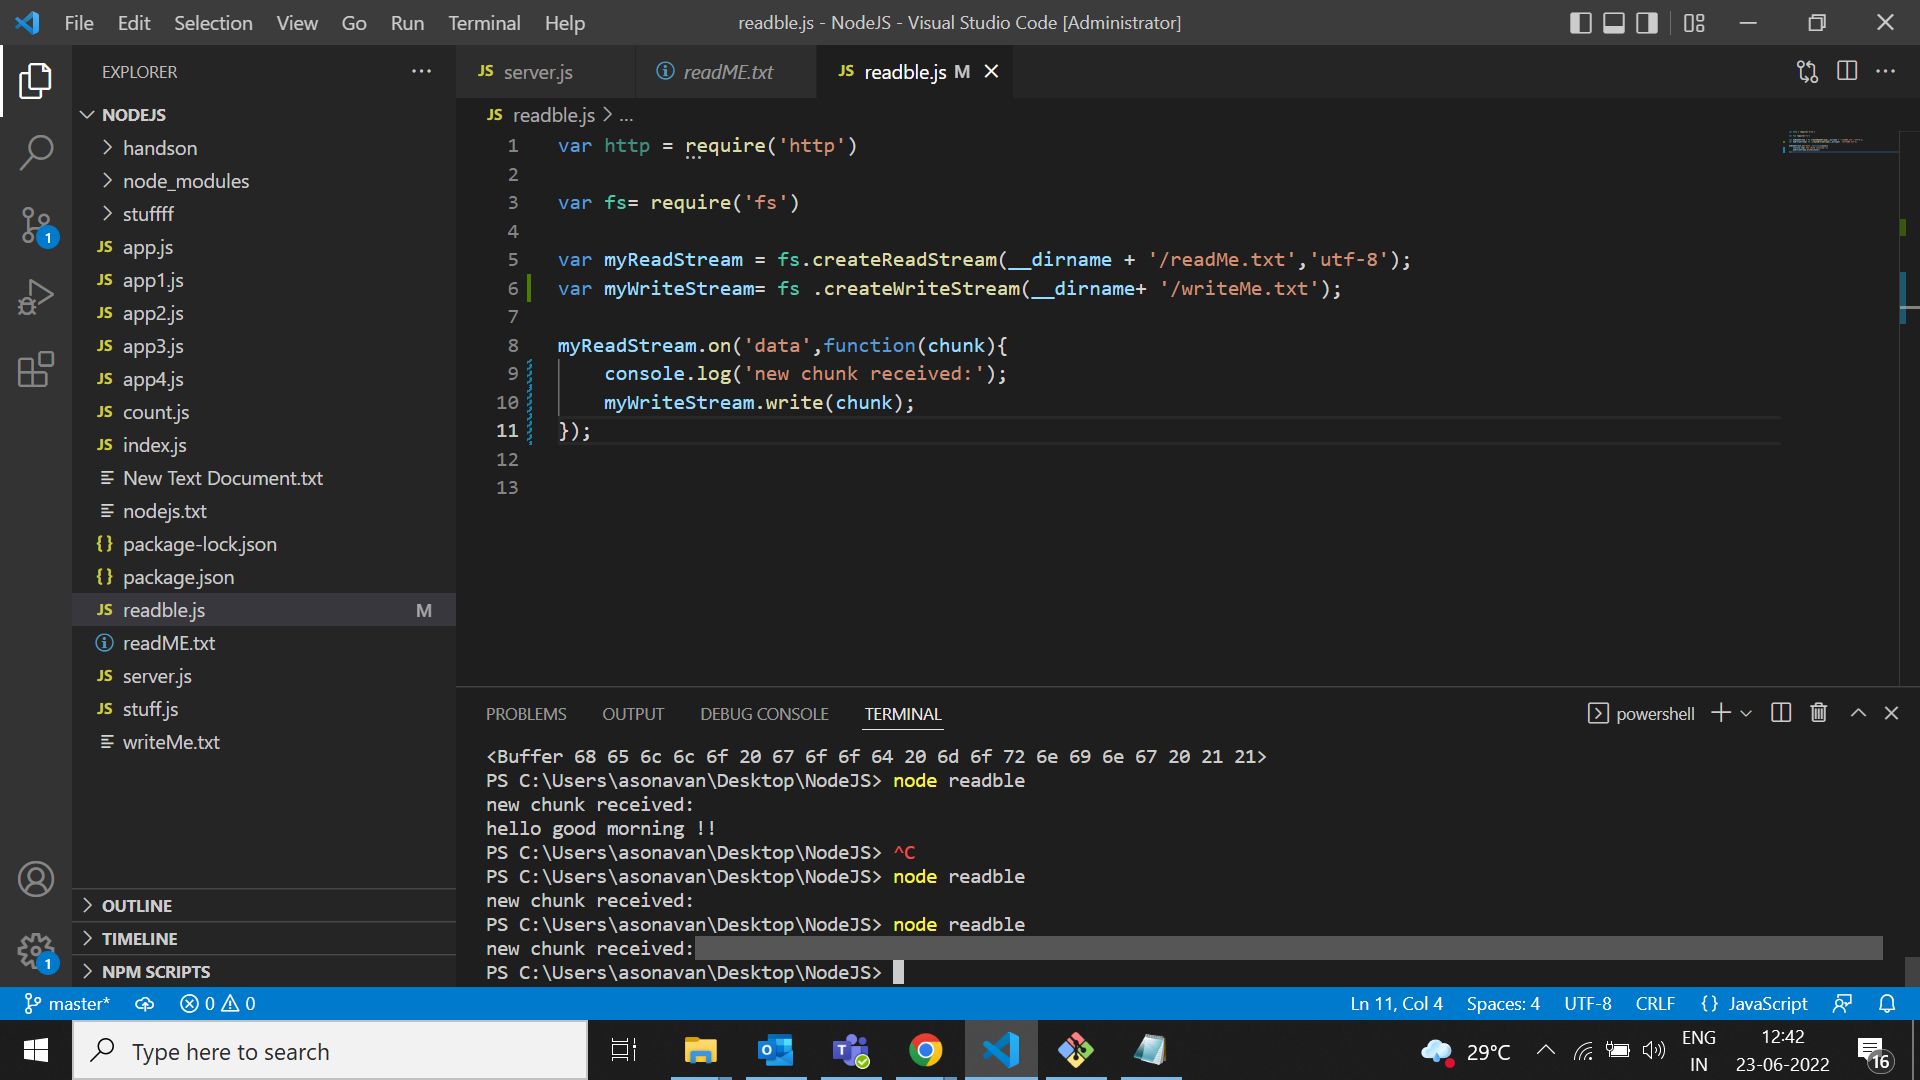 File Edit Selection View Go Run Terminal Help readble.js - NodeJS - Visual Studio Code [Administrator]
EXPLORER
NODEJS
handson
node_modules
stuffff
JS app.js
JS app1.js
JS app2.js
JS app3.js
JS app4.js
JS count.js
JS index.js
New Text Document.txt
nodejs.txt
{} package-lock.json
{} package.json
JS readble.js M
readME.txt
JS server.js
JS stuff.js
writeMe.txt
OUTLINE
TIMELINE
NPM SCRIPTS
1
1
JS server.js readME.txt JS readble.js M
JS readble.js > ...
1 var http = require('http')
2
3 var fs= require('fs')
4
5 var myReadStream = fs.createReadStream(__dirname + '/readMe.txt','utf-8');
6 var myWriteStream= fs .createWriteStream(__dirname+ '/writeMe.txt');
7
8 myReadStream.on('data',function(chunk){
9 console.log('new chunk received:');
10 myWriteStream.write(chunk);
11 });
12
13
PROBLEMS OUTPUT DEBUG CONSOLE TERMINAL powershell
<Buffer 68 65 6c 6c 6f 20 67 6f 6f 64 20 6d 6f 72 6e 69 6e 67 20 21 21>
PS C:\Users\asonavan\Desktop\NodeJS> node readble
new chunk received:
hello good morning !!
PS C:\Users\asonavan\Desktop\NodeJS> ^C
PS C:\Users\asonavan\Desktop\NodeJS> node readble
new chunk received:
PS C:\Users\asonavan\Desktop\NodeJS> node readble
new chunk received:
PS C:\Users\asonavan\Desktop\NodeJS>
master* 0 0 Ln 11, Col 4 Spaces: 4 UTF-8 CRLF {} JavaScript
Type here to search
29°C
ENG
IN
12:42
23-06-2022
16